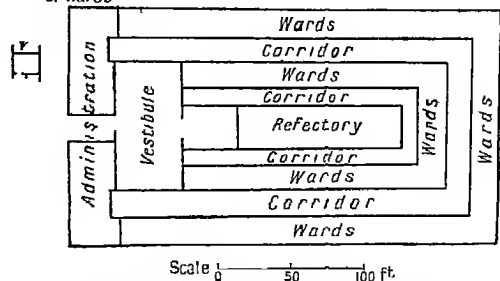 Wards
Corridor
Wards
Corridor
Refectory
Corridor
Wards
Corridor
Wards
Administration
Vestibule
Wards
Wards
Scale 0 50 100 ft.